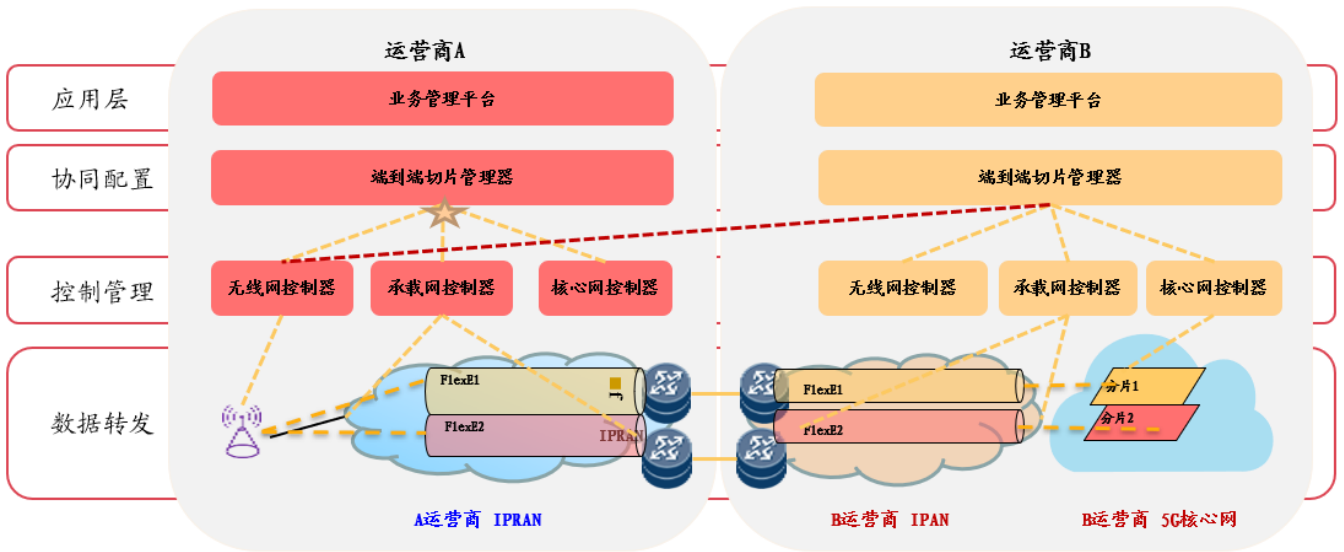 运营商A
运营商B
应用层
业务管理平台
业务管理平台
协同配置
端到端切片管理器
端到端切片管理器
控制管理
无线网控制器
承载网控制器
核心网控制器
无线网控制器
承载网控制器
核心网控制器
数据转发
FlexE1
f
FlexE1
分片1
FlexE2
IPRAN
FlexE2
分片2
A运营商 IPRAN
B运营商 IPAN
B运营商 5G核心网